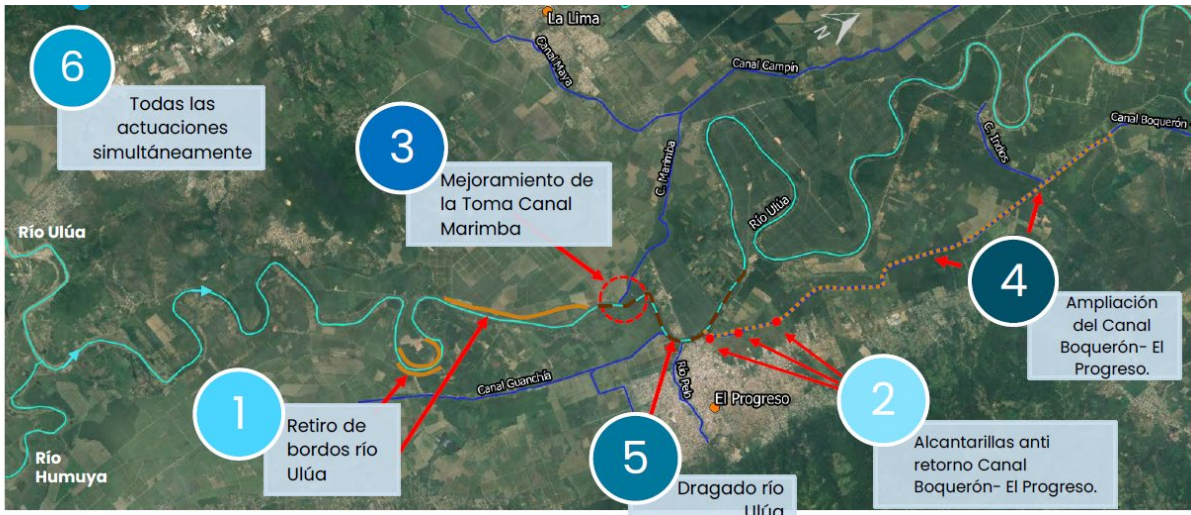 6
Todas las
actuaciones
simultáneamente
La Lima
Canal Maya
Canal Campín
N
3
Mejoramiento de
la Toma Canal
Marimba
C. Marimba
Río Ulúa
C. Indios
Canal Boquerón
Río Ulúa
4
Ampliación
del Canal
Boquerón- El
Progreso.
1
Retiro de
bordos río
Ulúa
Canal Guanchía
Río Pelo
El Progreso
2
Alcantarillas anti
retorno Canal
Boquerón- El Progreso.
5
Dragado río
Ulúa
Río
Humuya